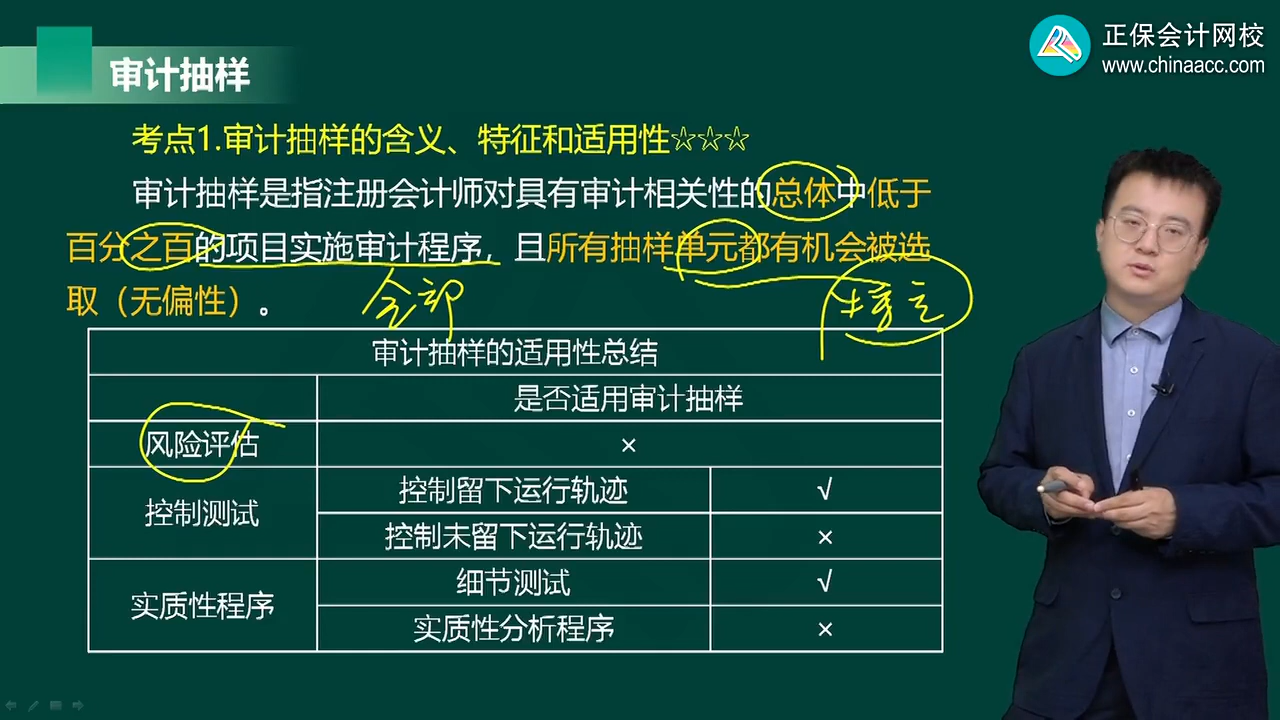 审计抽样
正保会计网校
www.chinaacc.com
考点1.审计抽样的含义、特征和适用性☆☆☆
审计抽样是指注册会计师对具有审计相关性的总体中低于
百分之百的项目实施审计程序，且所有抽样单元都有机会被选
取（无偏性）。
全部
审计抽样的适用性总结
是否适用审计抽样
风险评估 ×
控制测试
控制留下运行轨迹 √
控制未留下运行轨迹 ×
实质性程序
细节测试 √
实质性分析程序 ×